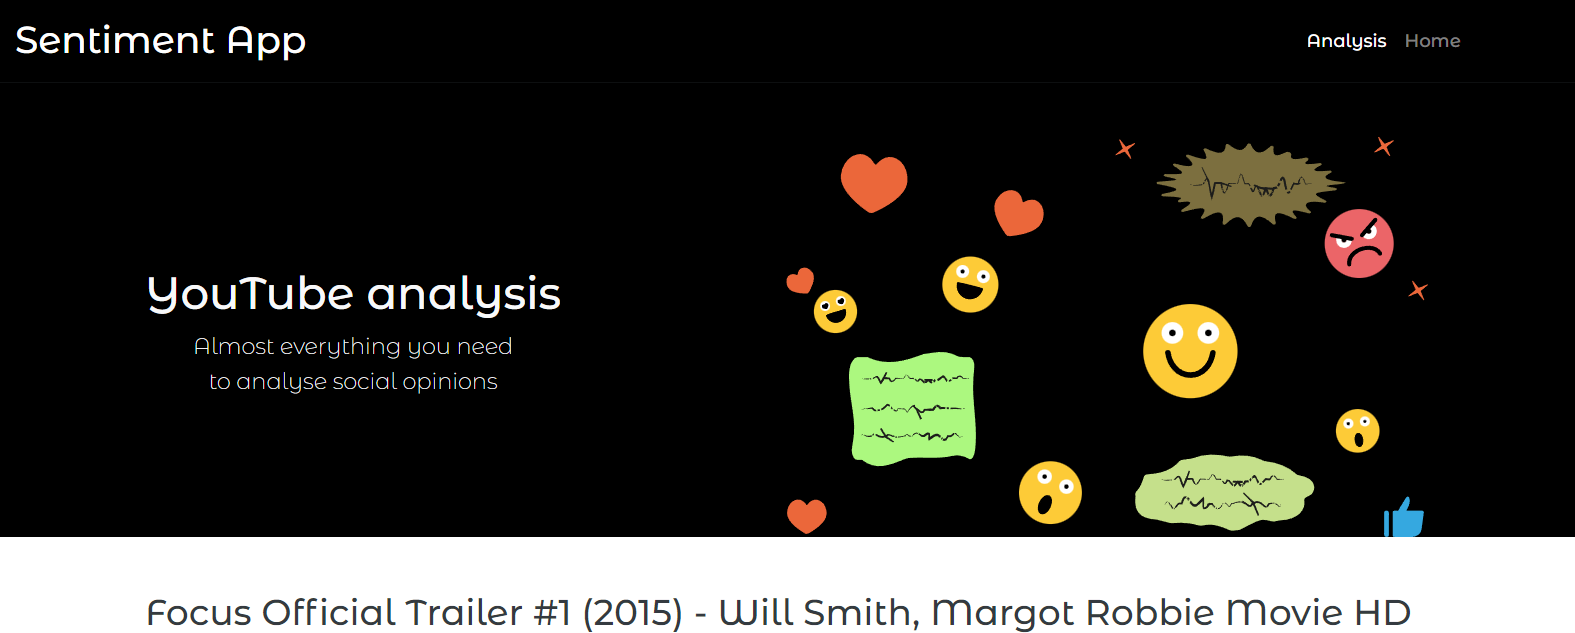 Sentiment App
Analysis Home
YouTube analysis
Almost everything you need
to analyse social opinions
Focus Official Trailer #1 (2015) - Will Smith, Margot Robbie Movie HD